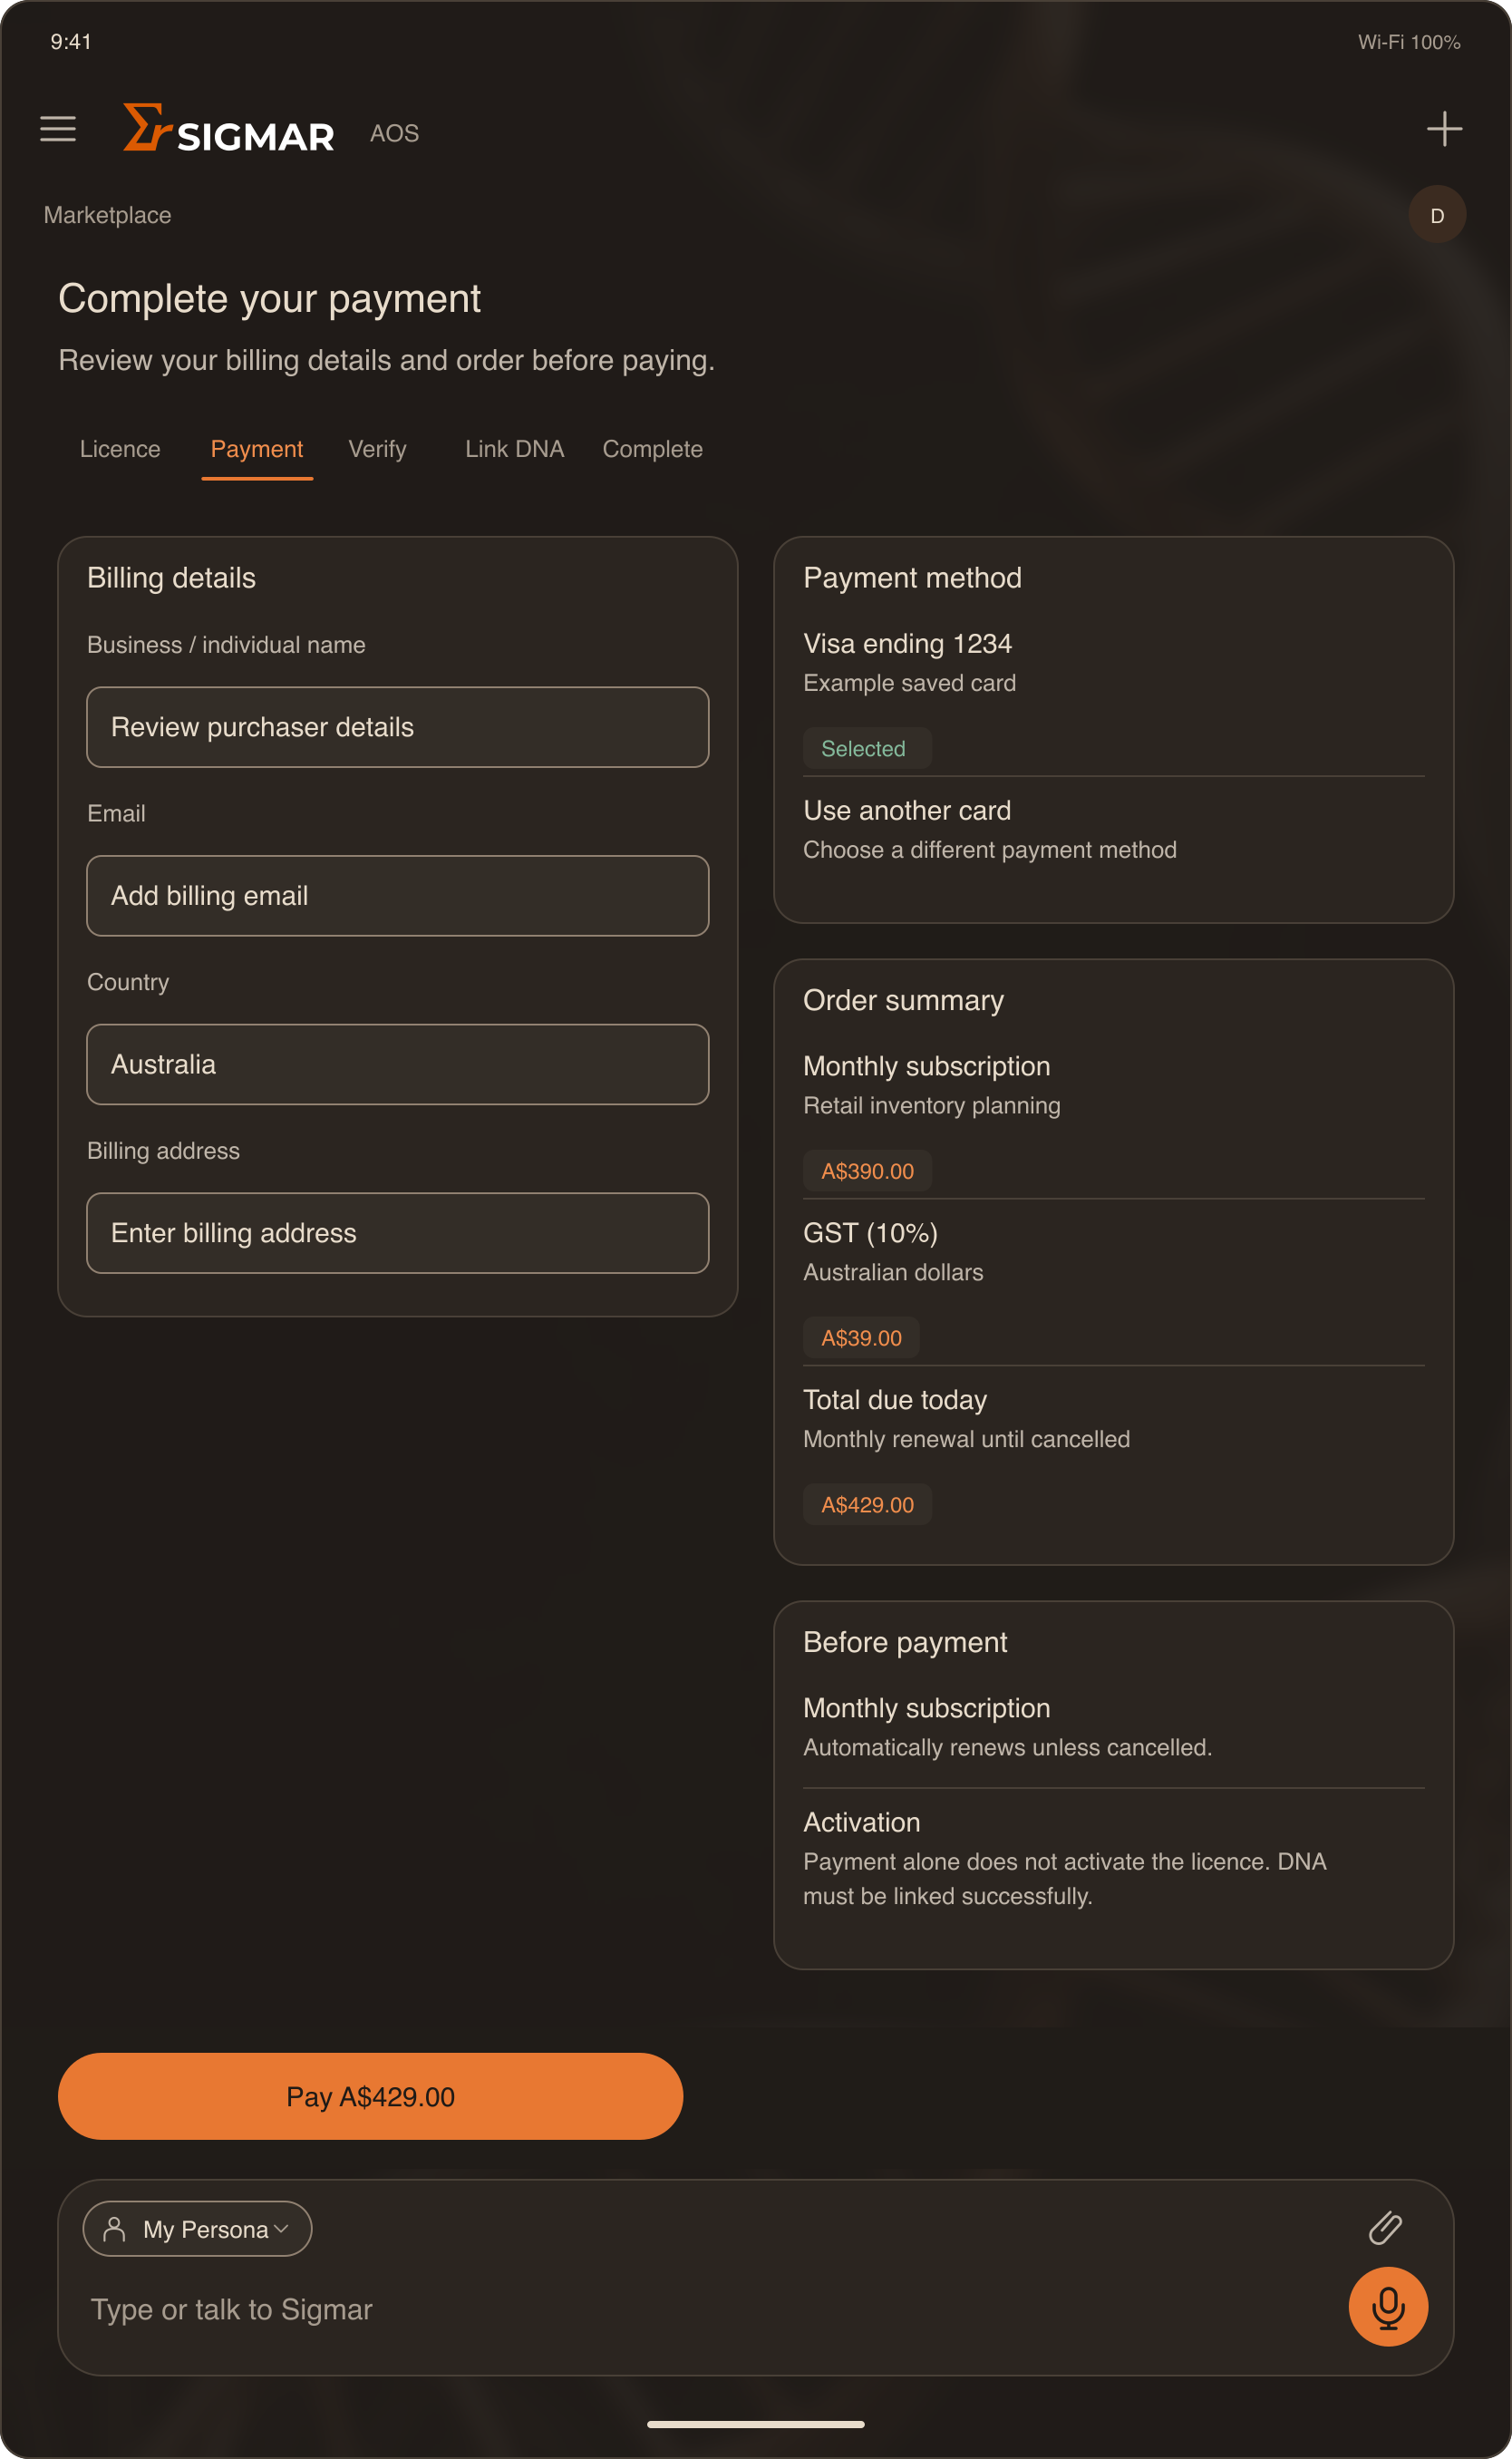 9:41
Wi-Fi 100%
Σr SIGMAR AOS
Marketplace
D
Complete your payment
Review your billing details and order before paying.
Licence Payment Verify Link DNA Complete
Billing details
Business / individual name
Review purchaser details
Email
Add billing email
Country
Australia
Billing address
Enter billing address
Payment method
Visa ending 1234
Example saved card
Selected
Use another card
Choose a different payment method
Order summary
Monthly subscription
Retail inventory planning
A$390.00
GST (10%)
Australian dollars
A$39.00
Total due today
Monthly renewal until cancelled
A$429.00
Before payment
Monthly subscription
Automatically renews unless cancelled.
Activation
Payment alone does not activate the licence. DNA
must be linked successfully.
Pay A$429.00
My Persona
Type or talk to Sigmar